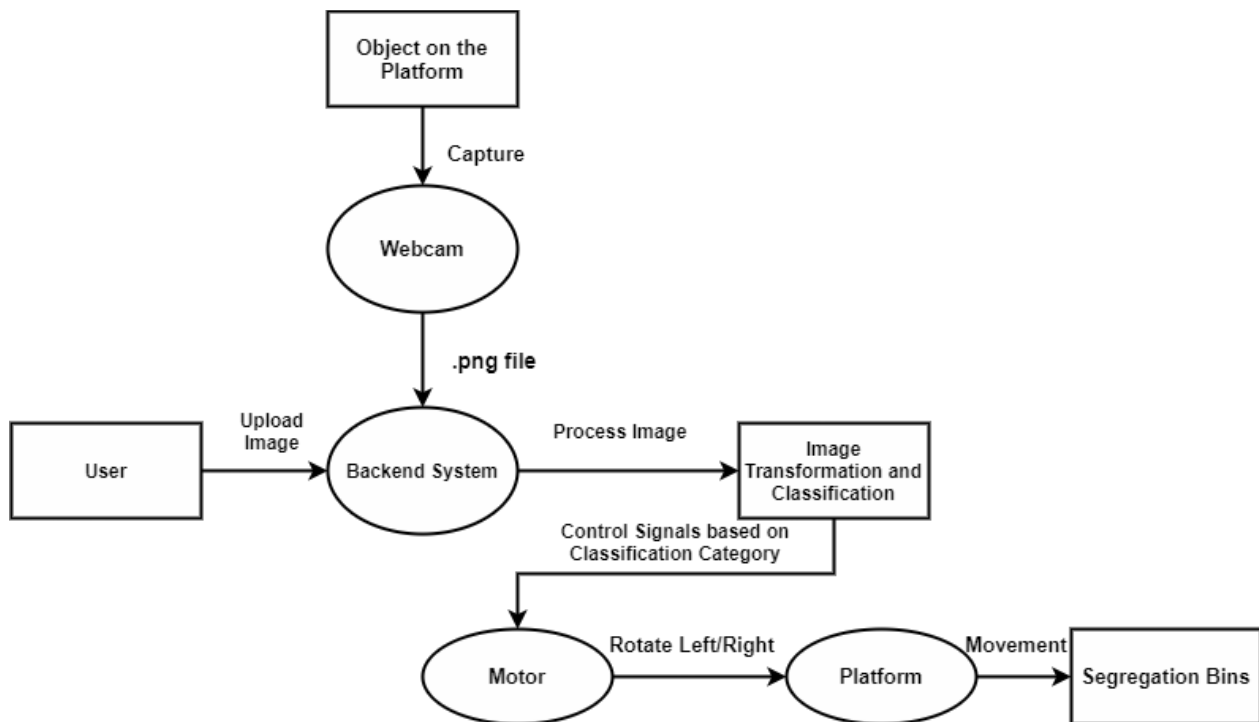 Object on the
Platform
Capture
Webcam
.png file
Upload
Image
Process Image
User
Backend System
Image
Transformation and
Classification
Control Signals based on
Classification Category
Rotate Left/Right
Movement
Motor
Platform
Segregation Bins